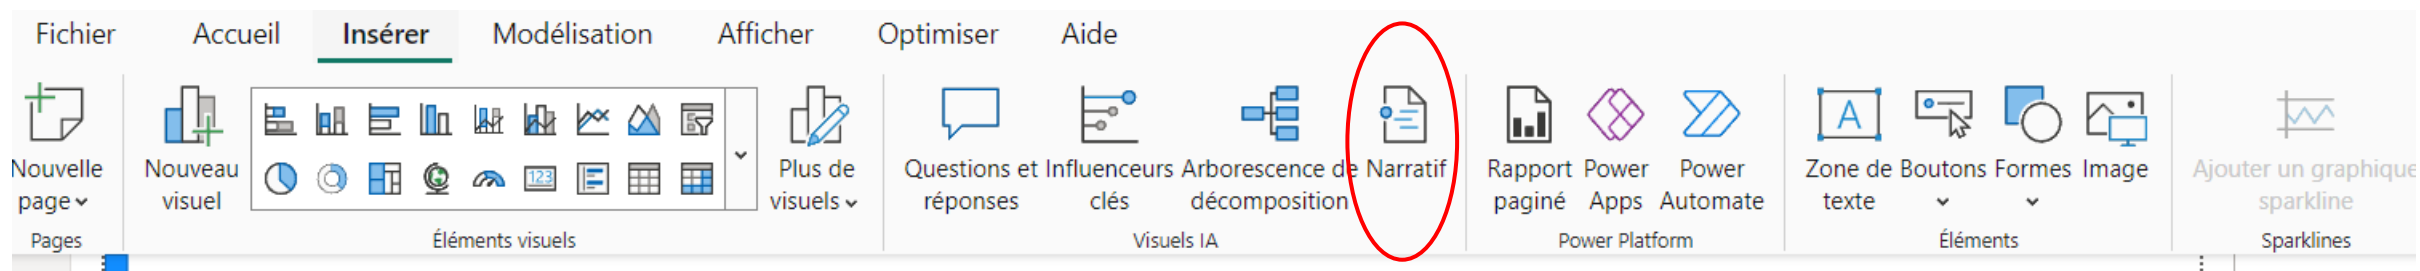 Fichier Accueil Insérer Modélisation Afficher Optimiser Aide
Nouvelle
page
Nouveau
visuel
123
Plus de
visuels
Questions et
réponses
Influenceurs
clés
Arborescence de
décomposition
Narratif
Rapport
paginé
Power
Apps
Power
Automate
A
Zone de
texte
Boutons
Formes
Image
Ajouter un graphique
sparkline
Pages
Éléments visuels
Visuels IA
Power Platform
Éléments
Sparklines